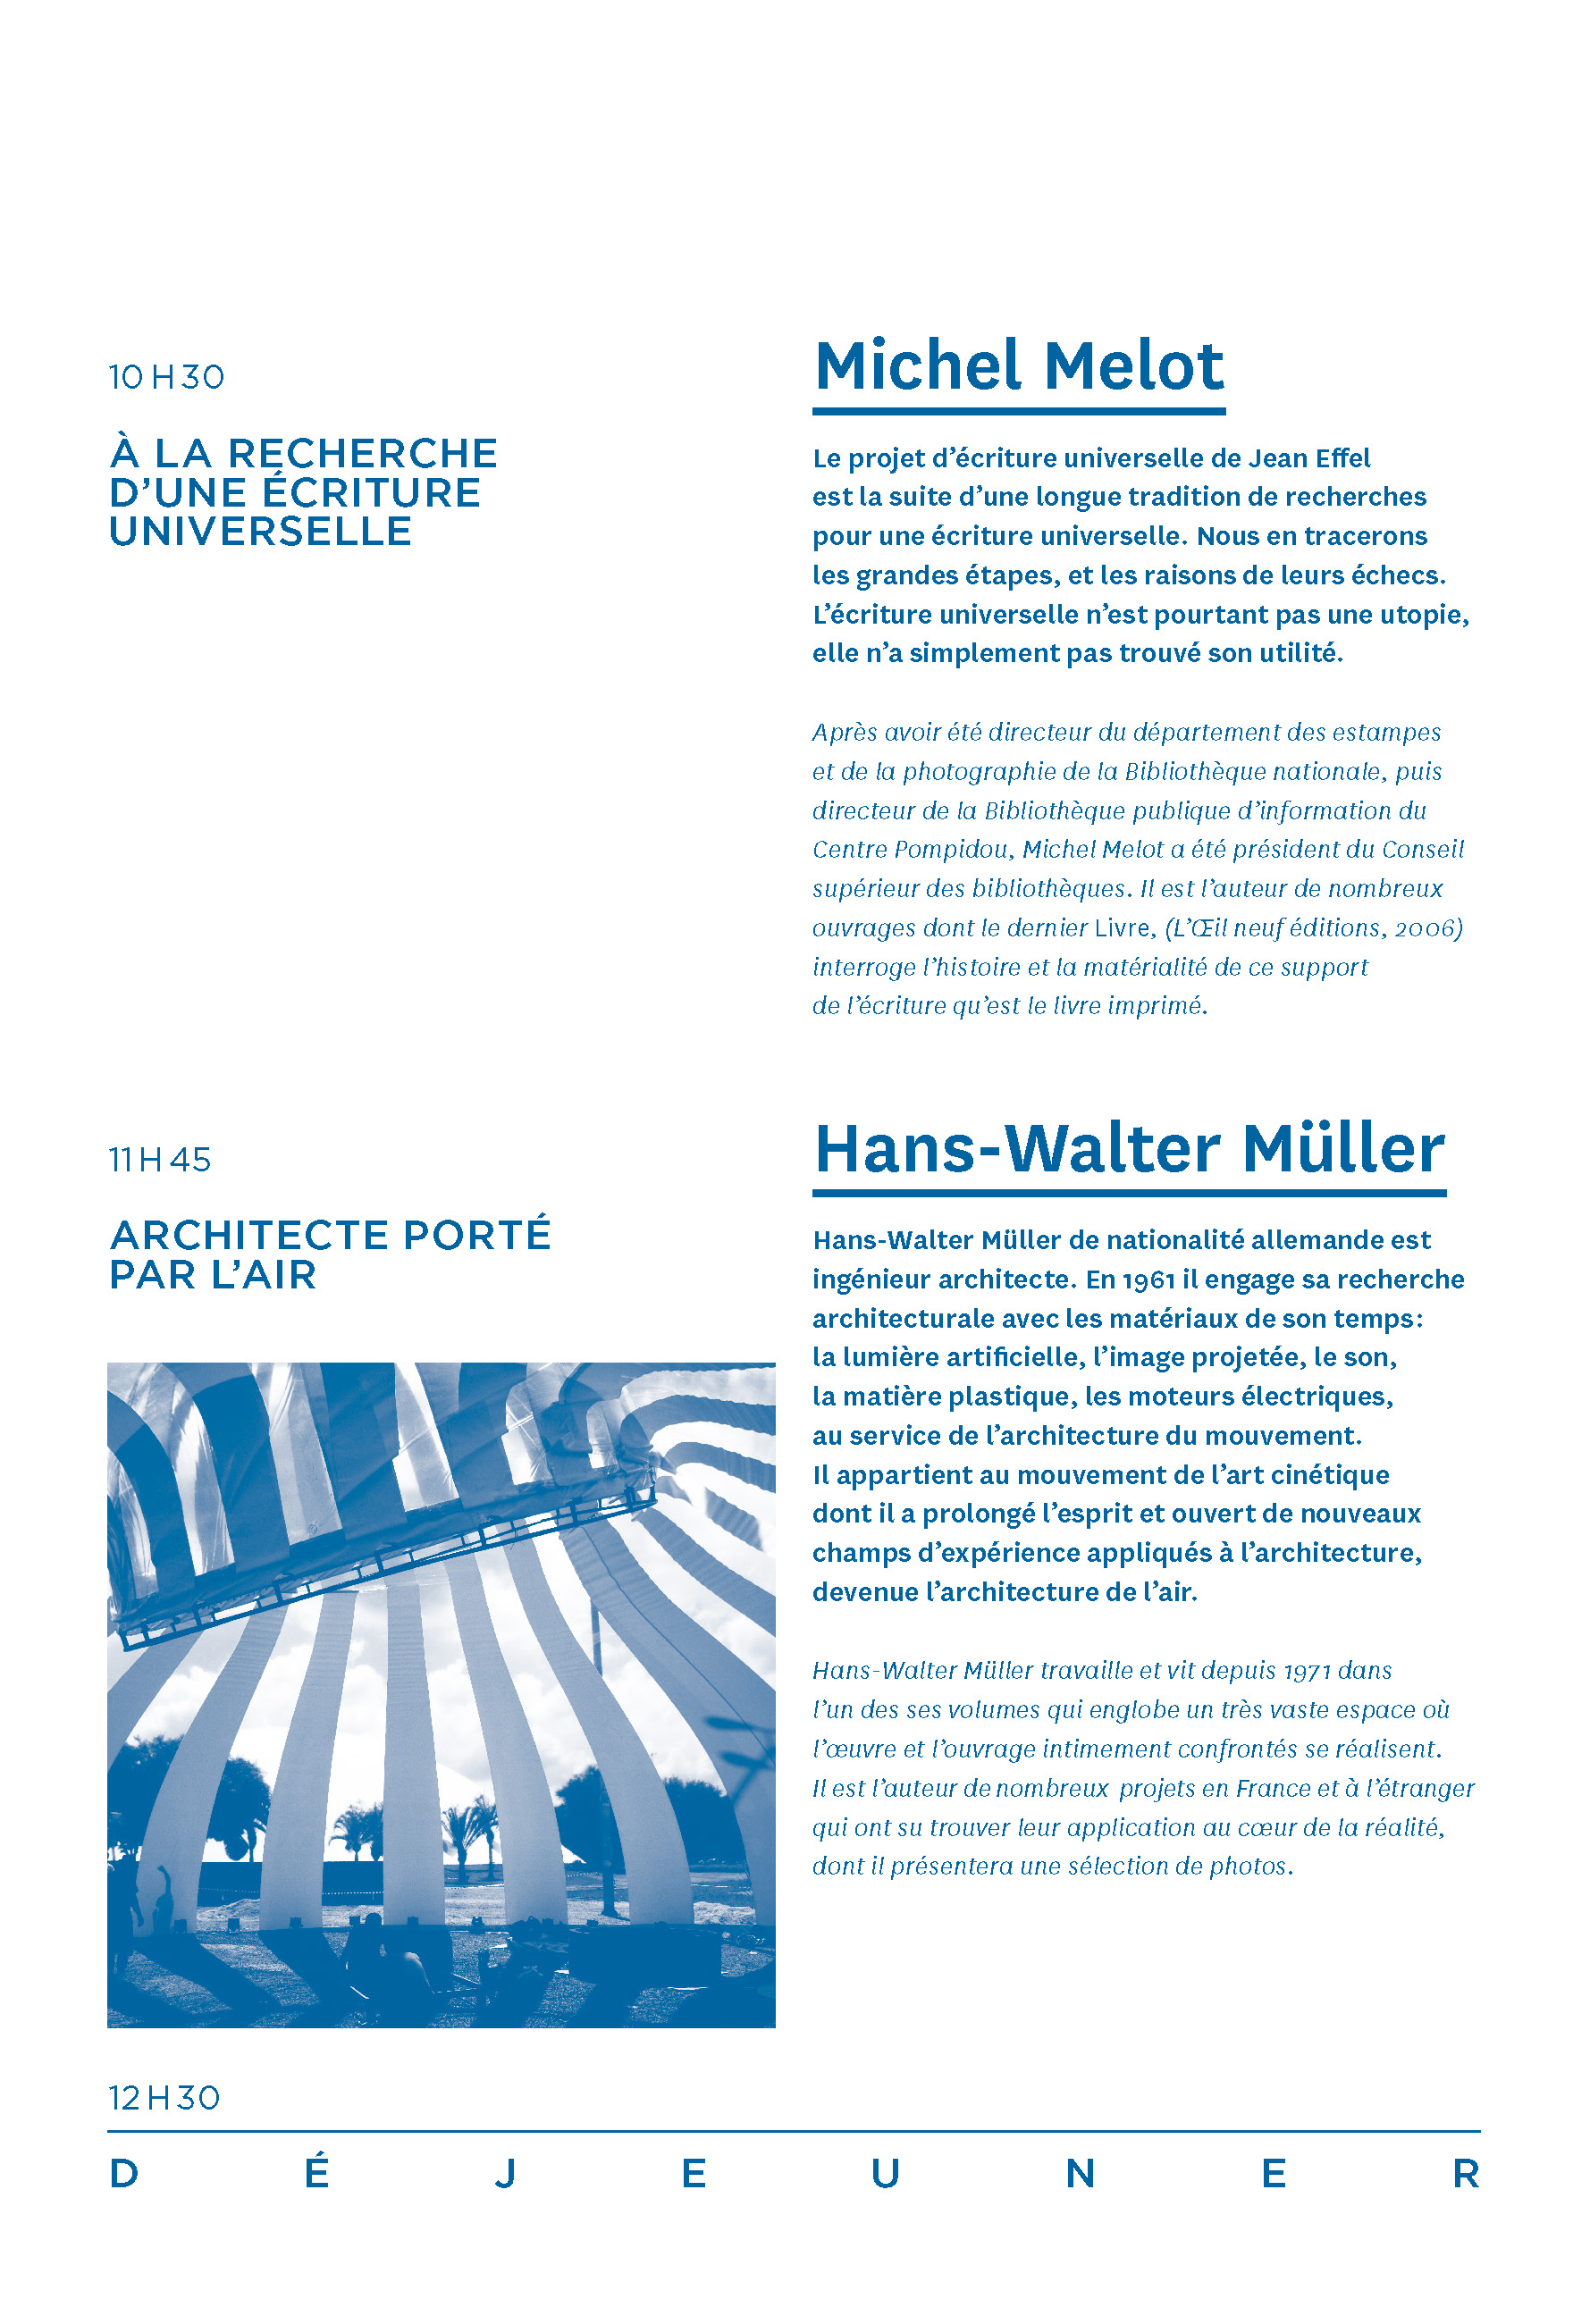 10 H 30
À LA RECHERCHE
D’UNE ÉCRITURE
UNIVERSELLE
Michel Melot
Le projet d’écriture universelle de Jean Effel
est la suite d’une longue tradition de recherches
pour une écriture universelle. Nous en tracerons
les grandes étapes, et les raisons de leurs échecs.
L’écriture universelle n’est pourtant pas une utopie,
elle n’a simplement pas trouvé son utilité.
Après avoir été directeur du département des estampes
et de la photographie de la Bibliothèque nationale, puis
directeur de la Bibliothèque publique d’information du
Centre Pompidou, Michel Melot a été président du Conseil
supérieur des bibliothèques. Il est l’auteur de nombreux
ouvrages dont le dernier Livre, (L’Œil neuf éditions, 2006)
interroge l’histoire et la matérialité de ce support
de l’écriture qu’est le livre imprimé.
11 H 45
ARCHITECTE PORTÉ
PAR L’AIR
Hans-Walter Müller
Hans-Walter Müller de nationalité allemande est
ingénieur architecte. En 1961 il engage sa recherche
architecturale avec les matériaux de son temps:
la lumière artificielle, l’image projetée, le son,
la matière plastique, les moteurs électriques,
au service de l’architecture du mouvement.
Il appartient au mouvement de l’art cinétique
dont il a prolongé l’esprit et ouvert de nouveaux
champs d’expérience appliqués à l’architecture,
devenue l’architecture de l’air.
Hans-Walter Müller travaille et vit depuis 1971 dans
l’un des ses volumes qui englobe un très vaste espace où
l’œuvre et l’ouvrage intimement confrontés se réalisent.
Il est l’auteur de nombreux projets en France et à l’étranger
qui ont su trouver leur application au cœur de la réalité,
dont il présentera une sélection de photos.
12 H 30
DÉJEUNER